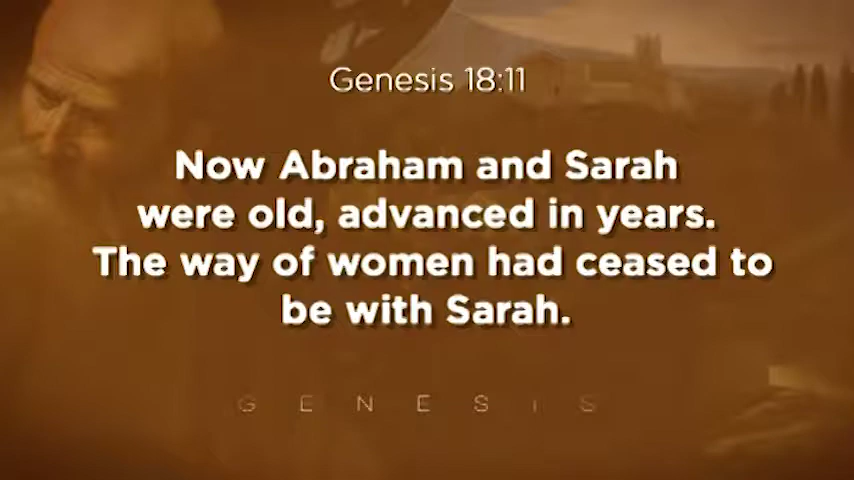 Genesis 18:11
Now Abraham and Sarah
were old, advanced in years.
The way of women had ceased to
be with Sarah.
GENESIS